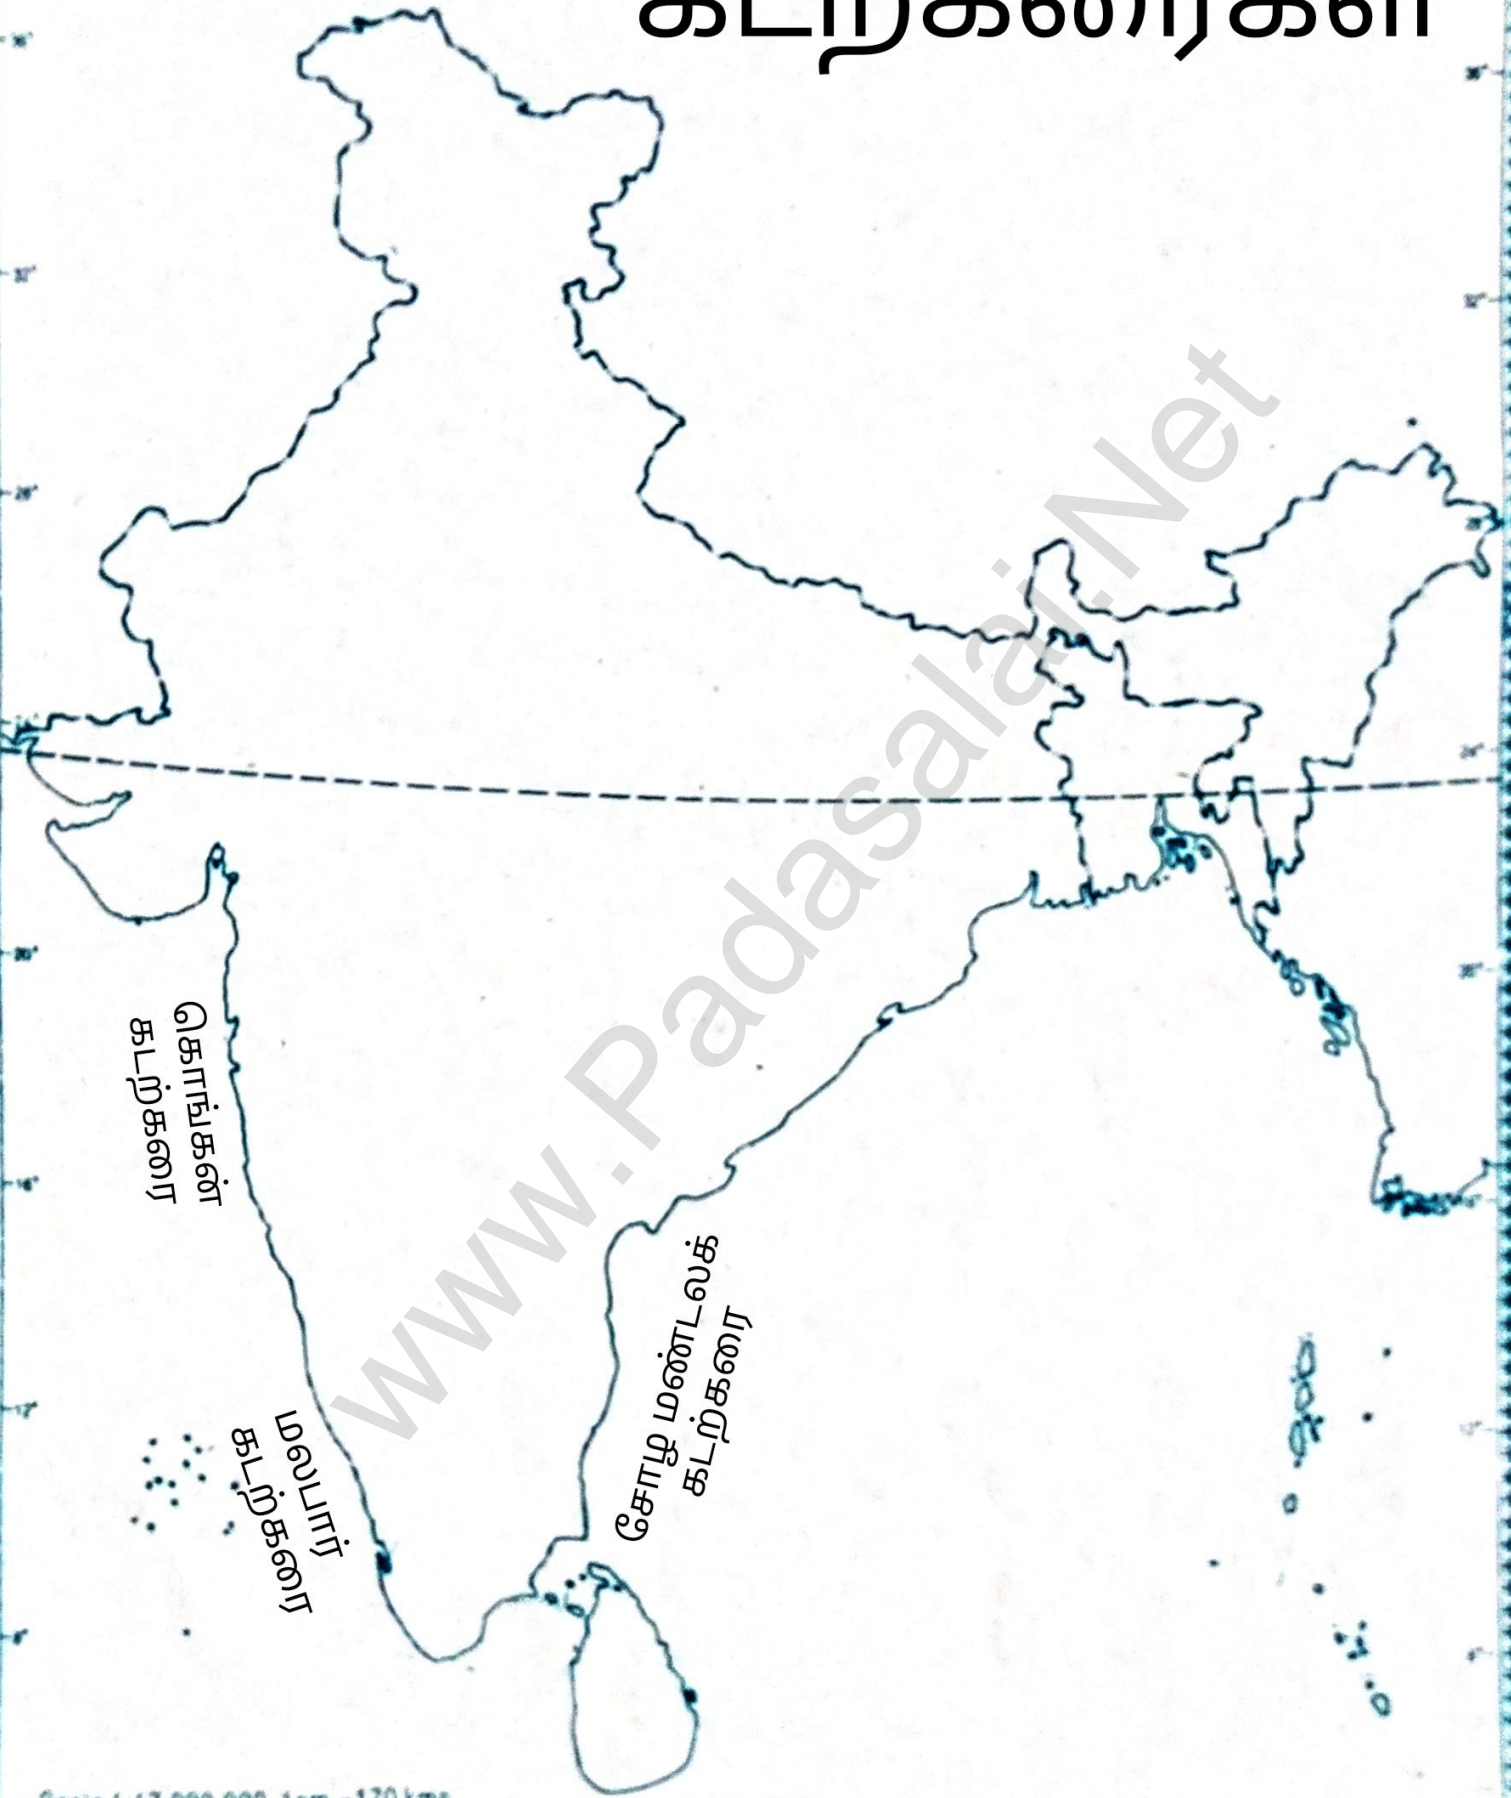 கடற்கரைகள்
கொங்கன்
கடற்கரை
மலபார்
கடற்கரை
சோழ மண்டலக்
கடற்கரை
www.Padasalai.Net